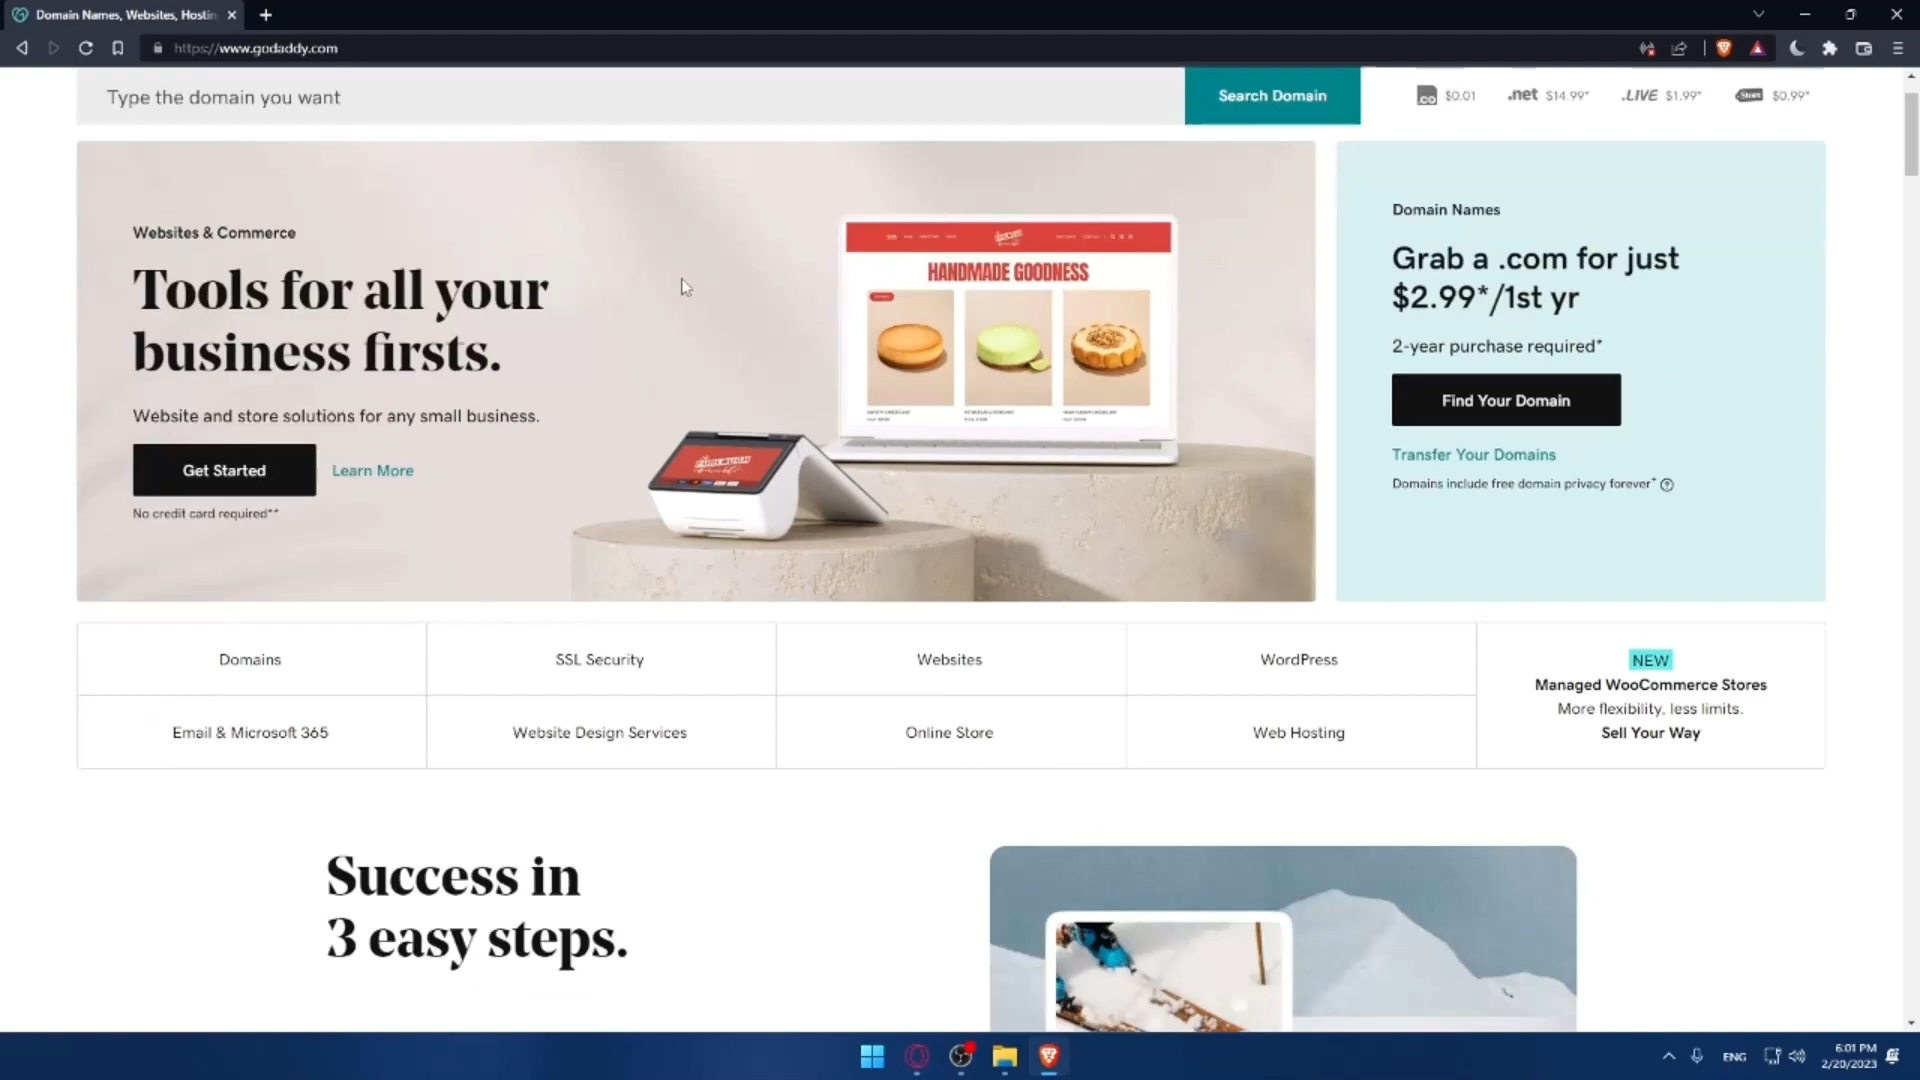 Domain Names, Websites, Hostin
https://www.godaddy.com
Type the domain you want
Search Domain
.co $0.01
.net $14.99*
.LIVE $1.99*
Store $0.99*
Websites & Commerce
Tools for all your
business firsts.
Website and store solutions for any small business.
Get Started
Learn More
No credit card required**
HANDMADE GOODNESS
Domain Names
Grab a .com for just
$2.99*/1st yr
2-year purchase required*
Find Your Domain
Transfer Your Domains
Domains include free domain privacy forever*
Domains
SSL Security
Websites
WordPress
Email & Microsoft 365
Website Design Services
Online Store
Web Hosting
NEW
Managed WooCommerce Stores
More flexibility, less limits.
Sell Your Way
Success in
3 easy steps.
ENG
6:01 PM
2/20/2023